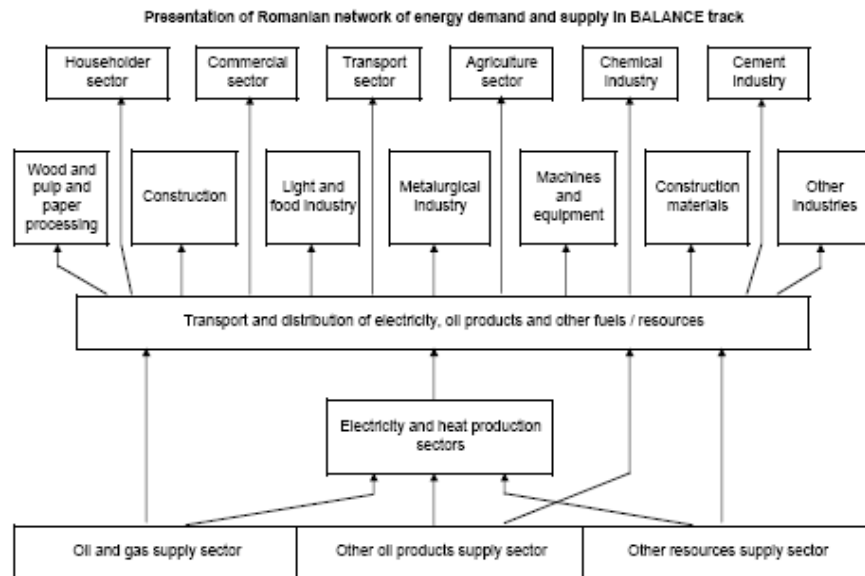 Presentation of Romanian network of energy demand and supply in BALANCE track
Householder
sector
Commercial
sector
Transport
sector
Agriculture
sector
Chemical
Industry
Cement
Industry
Wood and
pulp and
paper
processing
Construction
Light and
food Industry
Metalurgical
Industry
Machines
and
equipment
Construction
materials
Other
Industries
Transport and distribution of electricity, oil products and other fuels / resources
Electricity and heat production
sectors
Oil and gas supply sector
Other oil products supply sector
Other resources supply sector